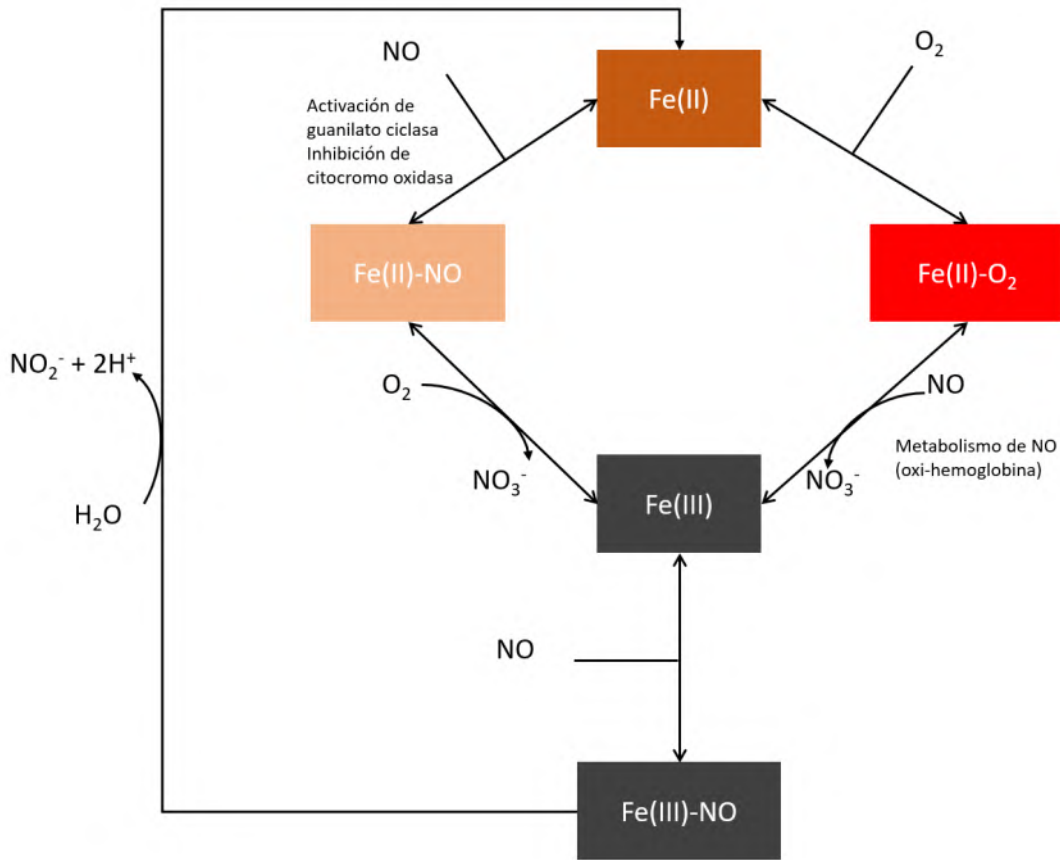 NO
O₂
Fe(II)
Activación de
guanilato ciclasa
Inhibición de
citocromo oxidasa
Fe(II)-NO
Fe(II)-O₂
NO₂⁻ + 2H⁺
O₂
NO
Metabolismo de NO
(oxi-hemoglobina)
NO₃⁻
NO₃⁻
H₂O
Fe(III)
NO
Fe(III)-NO